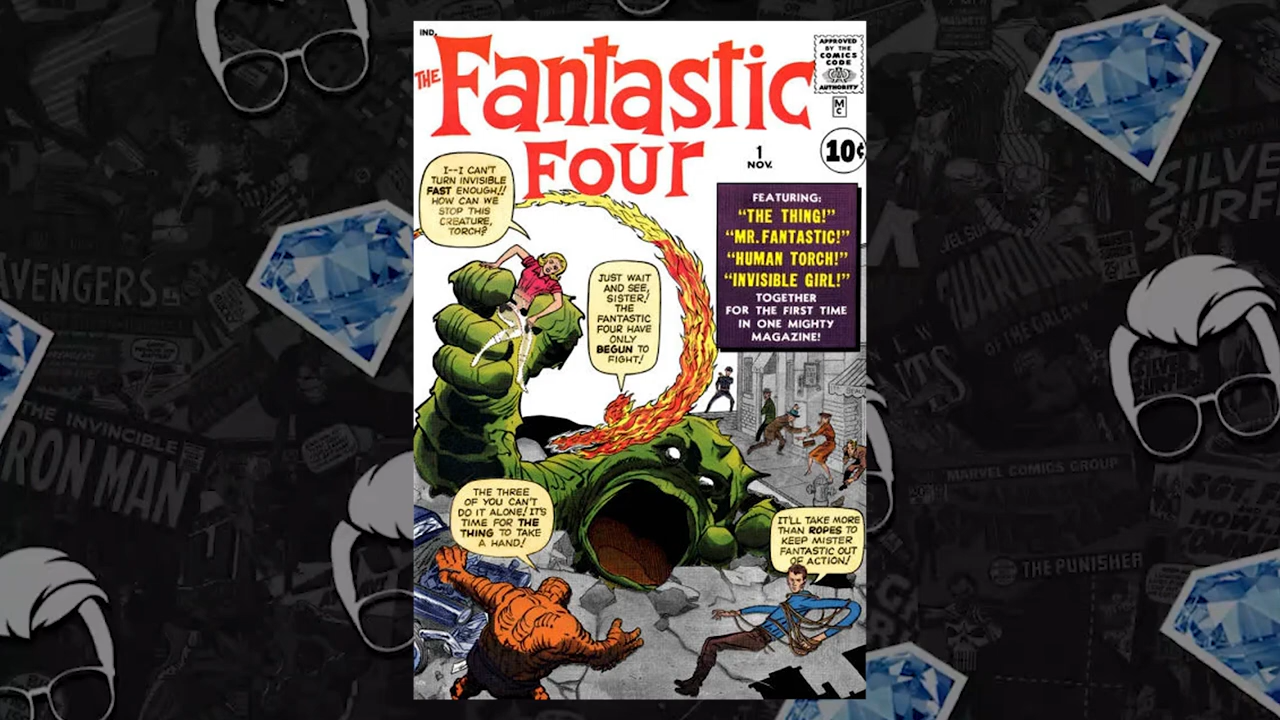 IND.
THE
Fantastic
FOUR
APPROVED
BY THE
COMICS
CODE
AUTHORITY
MC
10¢
1
NOV.
I--I CAN'T
TURN INVISIBLE
FAST ENOUGH!!
HOW CAN WE
STOP THIS
CREATURE,
TORCH?
FEATURING:
"THE THING!"
"MR. FANTASTIC!"
"HUMAN TORCH!"
"INVISIBLE GIRL!"
TOGETHER
FOR THE FIRST TIME
IN ONE MIGHTY
MAGAZINE!
JUST WAIT
AND SEE,
SISTER!
THE
FANTASTIC
FOUR HAVE
ONLY
BEGUN TO
FIGHT!
THE THREE
OF YOU CAN'T
DO IT ALONE! IT'S
TIME FOR THE
THING TO TAKE
A HAND!
IT'LL TAKE MORE
THAN ROPES TO
KEEP MISTER
FANTASTIC OUT
OF ACTION!
AVENGERS
THE INVINCIBLE
IRON MAN
SILVE
SURF
MARVEL COMICS GROUP
THE PUNISHER